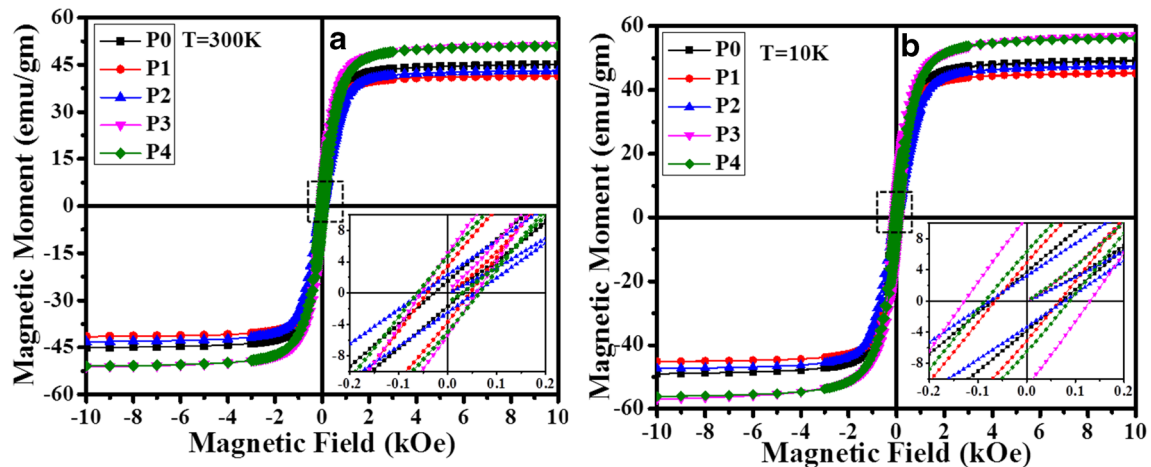 a
T=300K
P0
P1
P2
P3
P4
Magnetic Moment (emu/gm)
60
45
30
15
0
-15
-30
-45
-60
-10 -8 -6 -4 -2 0 2 4 6 8 10
Magnetic Field (kOe)
8
4
0
-4
-8
-0.2 -0.1 0.0 0.1 0.2
b
T=10K
P0
P1
P2
P3
P4
Magnetic Moment (emu/gm)
60
40
20
0
-20
-40
-60
-10 -8 -6 -4 -2 0 2 4 6 8 10
Magnetic Field (kOe)
8
4
0
-4
-8
-0.2 -0.1 0.0 0.1 0.2